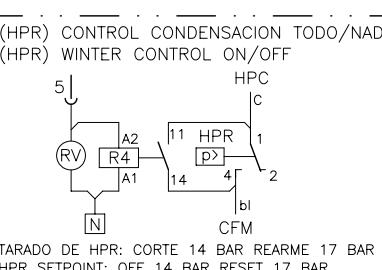 (HPR) CONTROL CONDENSACION TODO/NAD
(HPR) WINTER CONTROL ON/OFF
HPC
5
C
A2
11
HPR
1
RV
R4
p>
A1
14
4
2
bl
N
CFM
TARADO DE HPR: CORTE 14 BAR REARME 17 BAR
HPR SETPOINT: OFF 14 BAR RESET 17 BAR